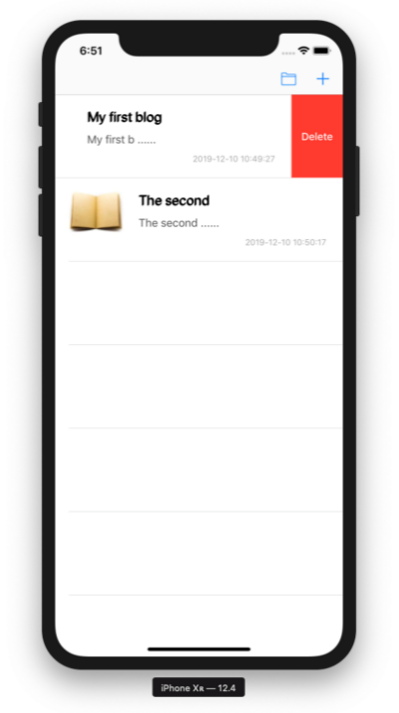 6:51
My first blog
My first b ......
2019-12-10 10:49:27
Delete
The second
The second ......
2019-12-10 10:50:17
iPhone Xʀ — 12.4